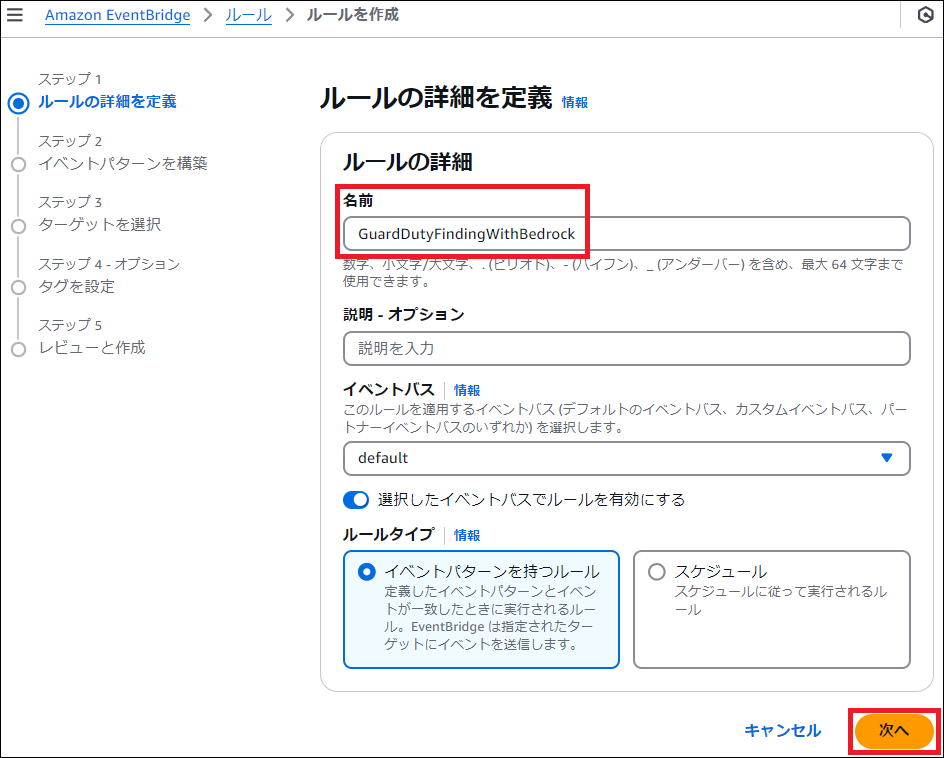 Amazon EventBridge > ルール > ルールを作成
ステップ 1
ルールの詳細を定義
ステップ 2
イベントパターンを構築
ステップ 3
ターゲットを選択
ステップ 4 - オプション
タグを設定
ステップ 5
レビューと作成
ルールの詳細を定義 情報
ルールの詳細
名前
GuardDutyFindingWithBedrock
数字、小文字/大文字、. (ピリオド)、- (ハイフン)、_ (アンダーバー) を含め、最大 64 文字まで
使用できます。
説明 - オプション
説明を入力
イベントバス 情報
このルールを適用するイベントバス (デフォルトのイベントバス、カスタムイベントバス、パー
トナーイベントバスのいずれか) を選択します。
default
選択したイベントバスでルールを有効にする
ルールタイプ 情報
イベントパターンを持つルール
定義したイベントパターンとイベン
トが一致したときに実行されるルー
ル。EventBridge は指定されたター
ゲットにイベントを送信します。
スケジュール
スケジュールに従って実行されるル
ール
キャンセル
次へ